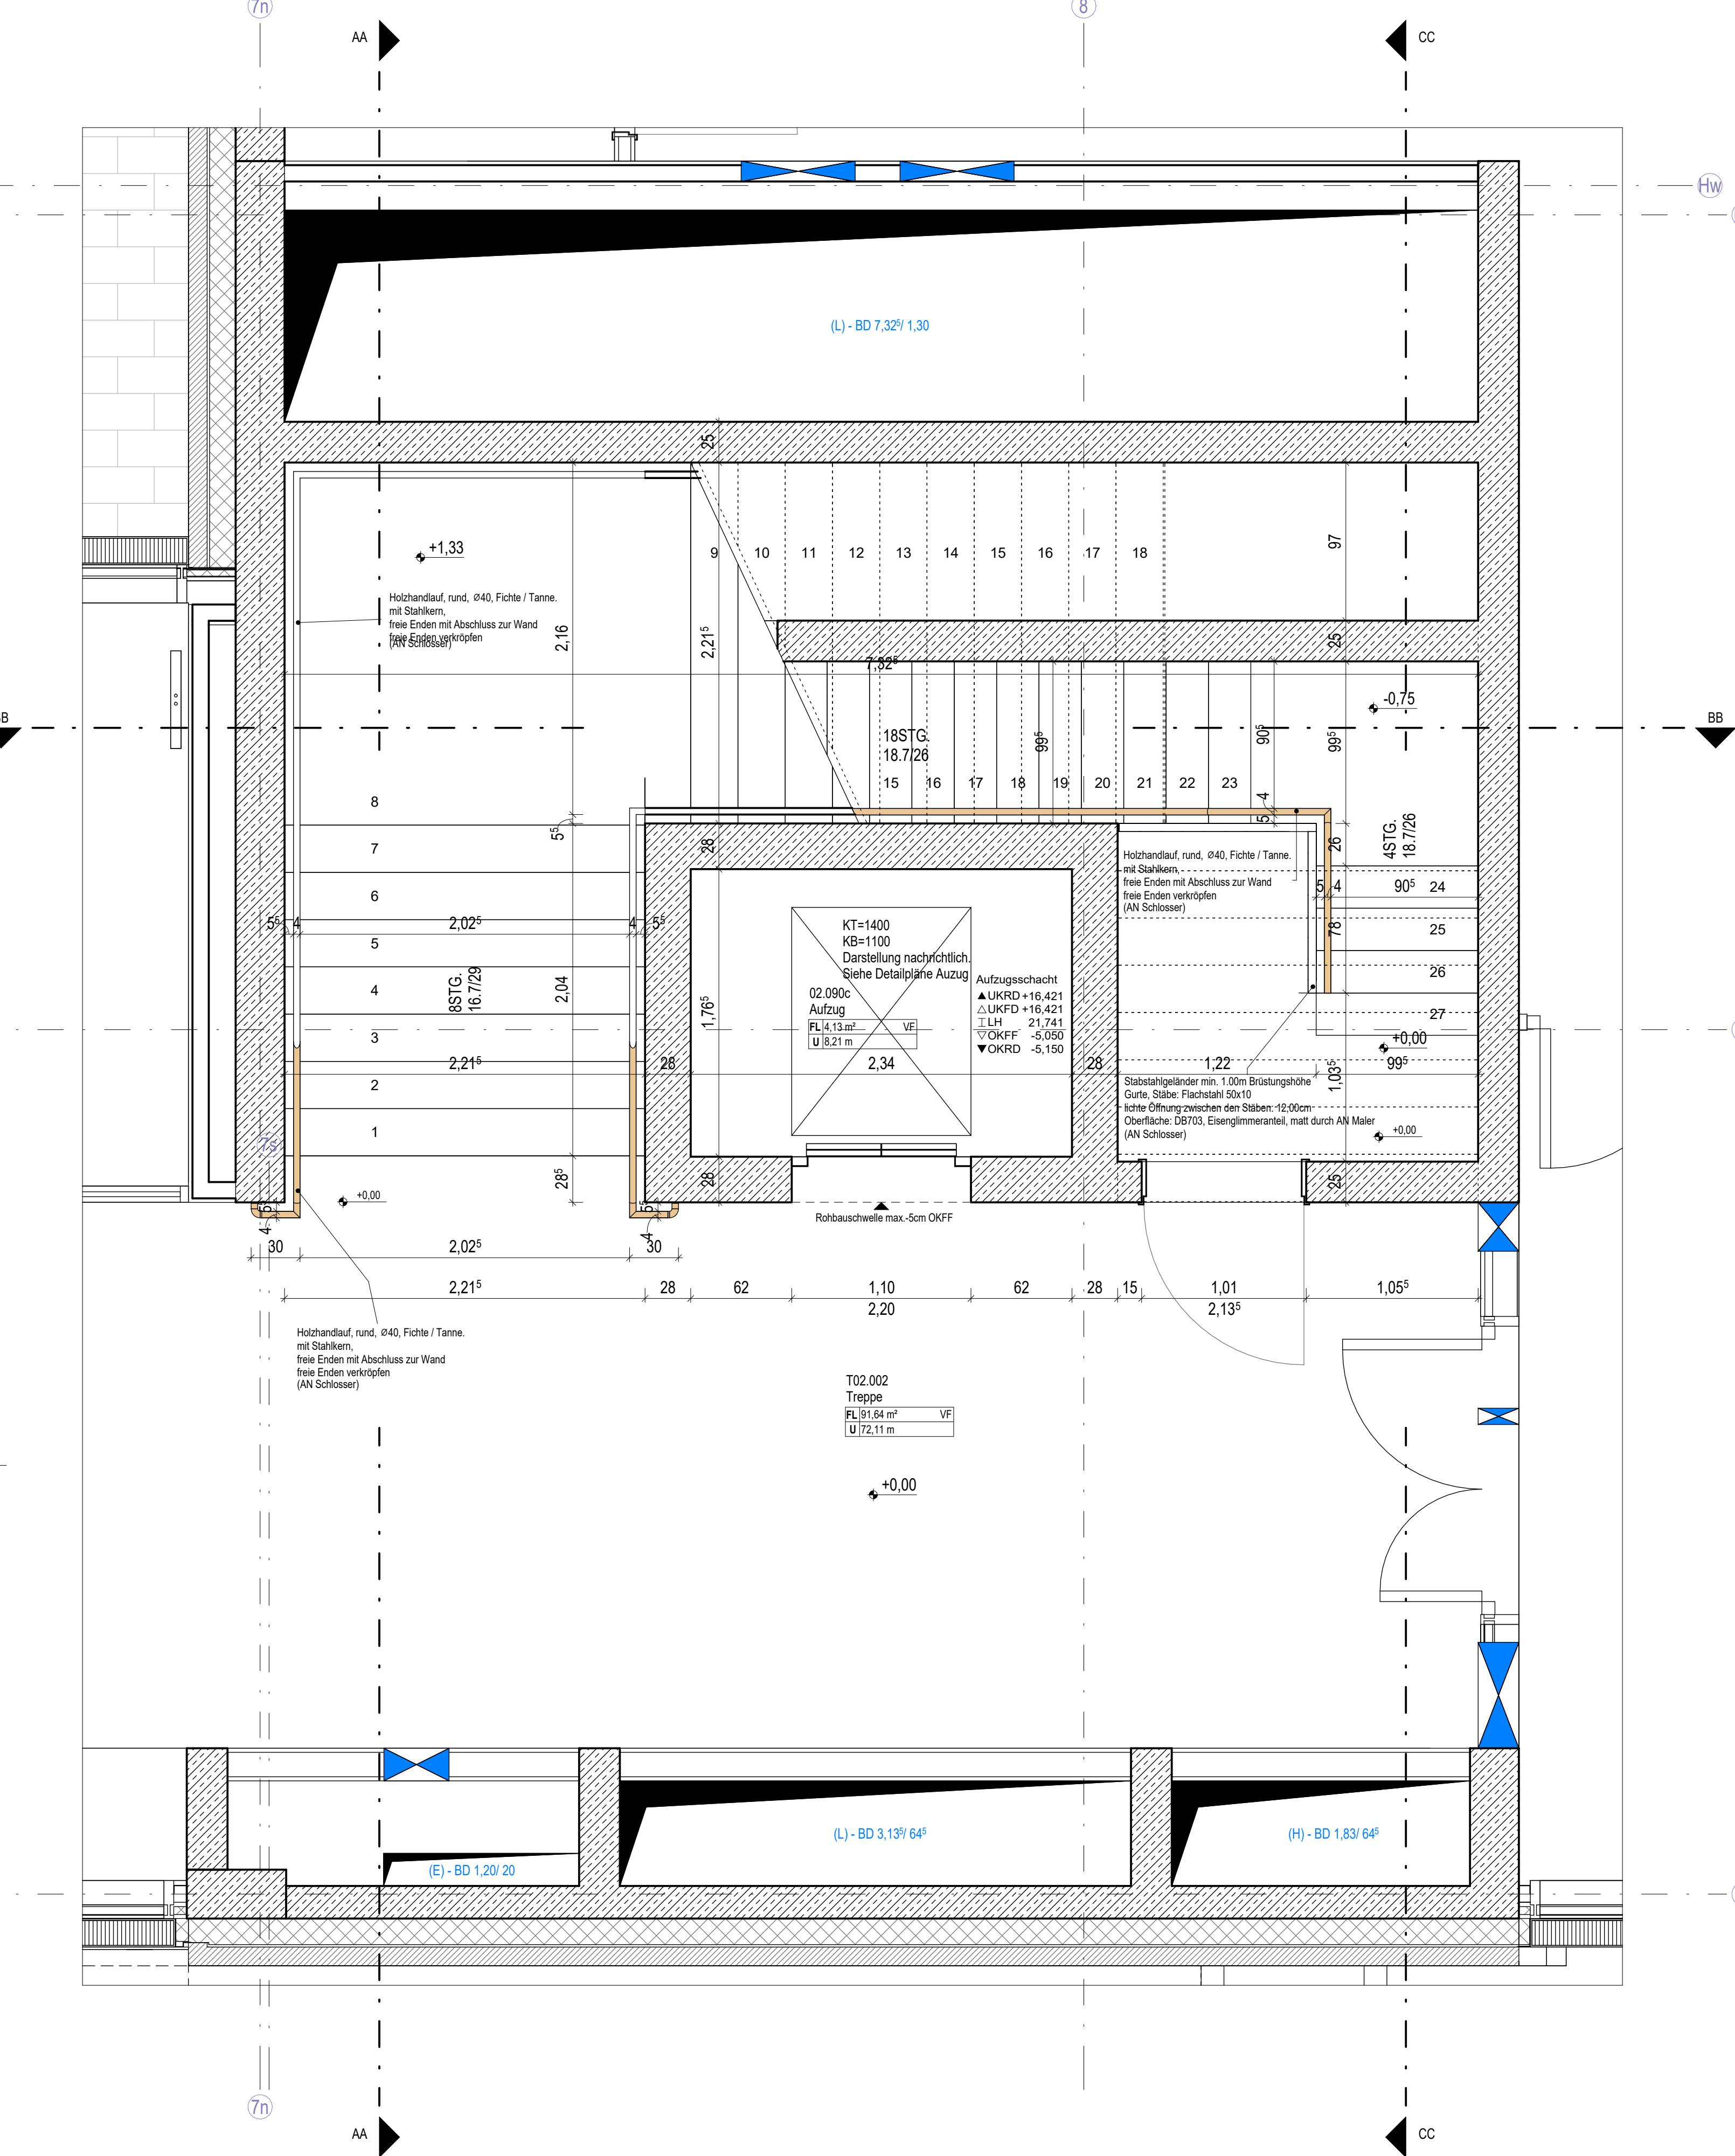 7n
8
AA
CC
Hw
(L) - BD 7,32⁵/ 1,30
25
+1,33
9 10 11 12 13 14 15 16 17 18
97
Holzhandlauf, rund, Ø40, Fichte / Tanne.
mit Stahlkern,
freie Enden mit Abschluss zur Wand
freie Enden verkröpfen
(AN Schlosser)
2,16
2,21⁵
25
7,32⁵
-0,75
BB
18STG.
18.7/26
99⁵
90⁵
99⁵
15 16 17 18 19 20 21 22 23
8
7
6
5
4
3
2
1
5⁵
28
4
5
26
4STG.
18.7/26
Holzhandlauf, rund, Ø40, Fichte / Tanne.
mit Stahlkern,
freie Enden mit Abschluss zur Wand
freie Enden verkröpfen
(AN Schlosser)
5 4 90⁵ 24
25
26
27
78
5⁵ 4 2,02⁵ 4 5⁵
8STG.
16.7/29
2,04
1,76⁵
KT=1400
KB=1100
Darstellung nachrichtlich.
Siehe Detailpläne Auzug
02.090c
Aufzug
FL 4,13 m² VF
U 8,21 m
Aufzugsschacht
▲UKRD +16,421
△UKFD +16,421
LH 21,741
▽OKFF -5,050
▼OKRD -5,150
+0,00
2,21⁵ 28 2,34 28 1,22 99⁵
1,03⁵
Stabstahlgeländer min. 1.00m Brüstungshöhe
Gurte, Stäbe: Flachstahl 50x10
lichte Öffnung zwischen den Stäben: 12,00cm
Oberfläche: DB703, Eisenglimmeranteil, matt durch AN Maler
(AN Schlosser)
+0,00
7s
28⁵
28
25
+0,00
5⁵
4
5⁵
4
Rohbauschwelle max.-5cm OKFF
30 2,02⁵ 30
2,21⁵ 28 62 1,10 62 28 15 1,01 1,05⁵
2,20 2,13⁵
Holzhandlauf, rund, Ø40, Fichte / Tanne.
mit Stahlkern,
freie Enden mit Abschluss zur Wand
freie Enden verkröpfen
(AN Schlosser)
T02.002
Treppe
FL 91,64 m² VF
U 72,11 m
+0,00
(E) - BD 1,20/ 20
(L) - BD 3,13⁵/ 64⁵
(H) - BD 1,83/ 64⁵
7n
AA
CC